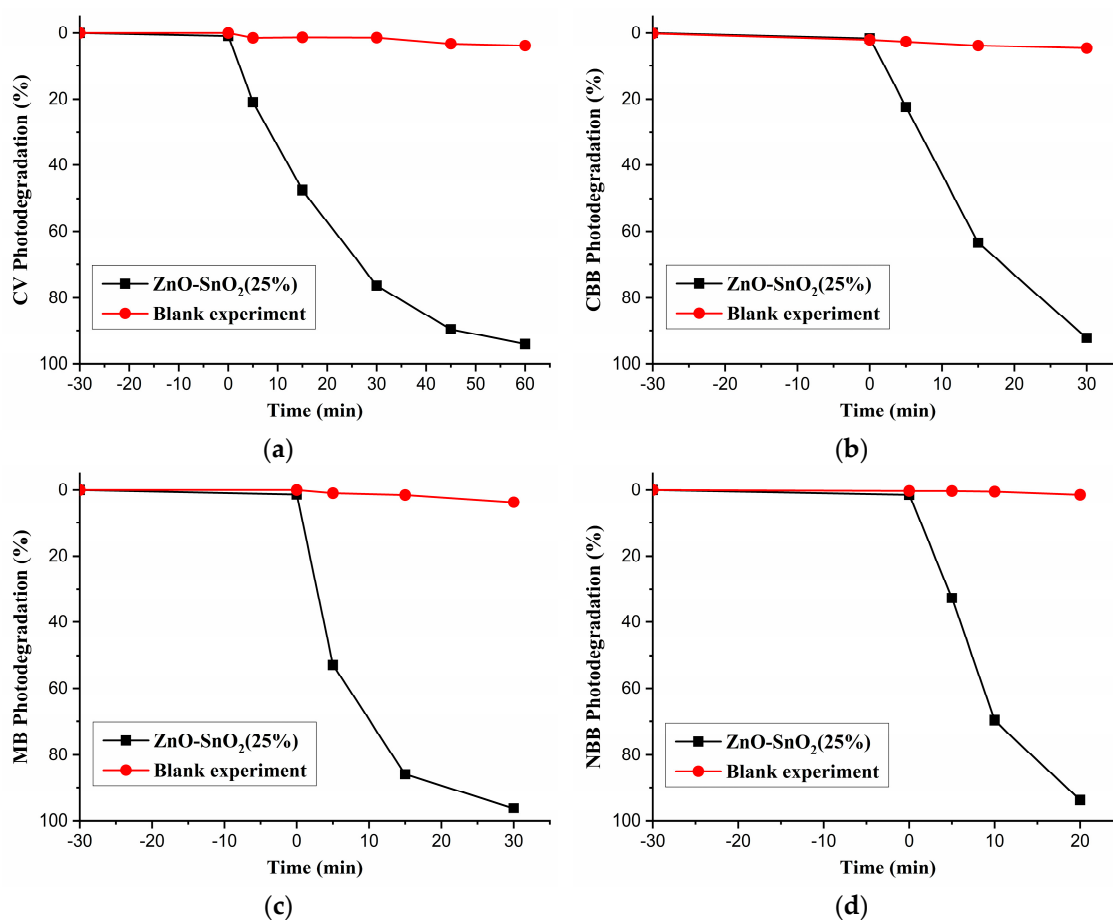 0
20
40
60
80
100
CV Photodegradation (%)
ZnO-SnO₂(25%)
Blank experiment
-30 -20 -10 0 10 20 30 40 50 60
Time (min)
(a)
0
20
40
60
80
100
CBB Photodegradation (%)
ZnO-SnO₂(25%)
Blank experiment
-30 -20 -10 0 10 20 30
Time (min)
(b)
0
20
40
60
80
100
MB Photodegradation (%)
ZnO-SnO₂(25%)
Blank experiment
-30 -20 -10 0 10 20 30
Time (min)
(c)
0
20
40
60
80
100
NBB Photodegradation (%)
ZnO-SnO₂(25%)
Blank experiment
-30 -20 -10 0 10 20
Time (min)
(d)